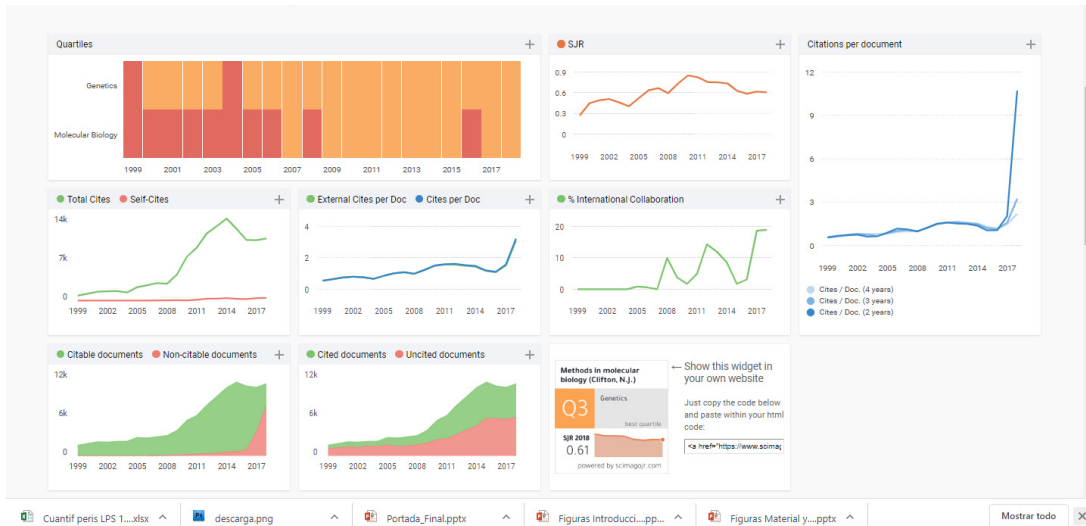 Quartiles +
Genetics
Molecular Biology
1999 2001 2003 2005 2006 2007 2009 2011 2013 2015 2017
SJR +
0.9
0.6
0.3
0
1999 2002 2005 2008 2011 2014 2017
Citations per document +
12
9
6
3
0
1999 2002 2005 2008 2011 2014 2017
Cites / Doc. (4 years)
Cites / Doc. (3 years)
Cites / Doc. (2 years)
Total Cites Self-Cites +
14k
7k
0
1999 2002 2005 2008 2011 2014 2017
External Cites per Doc Cites per Doc +
4
2
0
1999 2002 2005 2008 2011 2014 2017
% International Collaboration +
20
10
0
1999 2002 2005 2008 2011 2014 2017
Citable documents Non-citable documents +
12k
6k
0
1999 2002 2005 2008 2011 2014 2017
Cited documents Uncited documents +
12k
6k
0
1999 2002 2005 2008 2011 2014 2017
Methods in molecular
biology (Clifton, N.J.)
Q3
Genetics
best quartile
SJR 2018
0.61
powered by scimagojr.com
← Show this widget in
your own website
Just copy the code below
and paste within your html
code:
<a href="https://www.scimag
Cuantif peris LPS 1....xlsx
Ps descarga.png
Portada_Final.pptx
Figuras Introducci....pp...
Figuras Material y....pptx
Mostrar todo